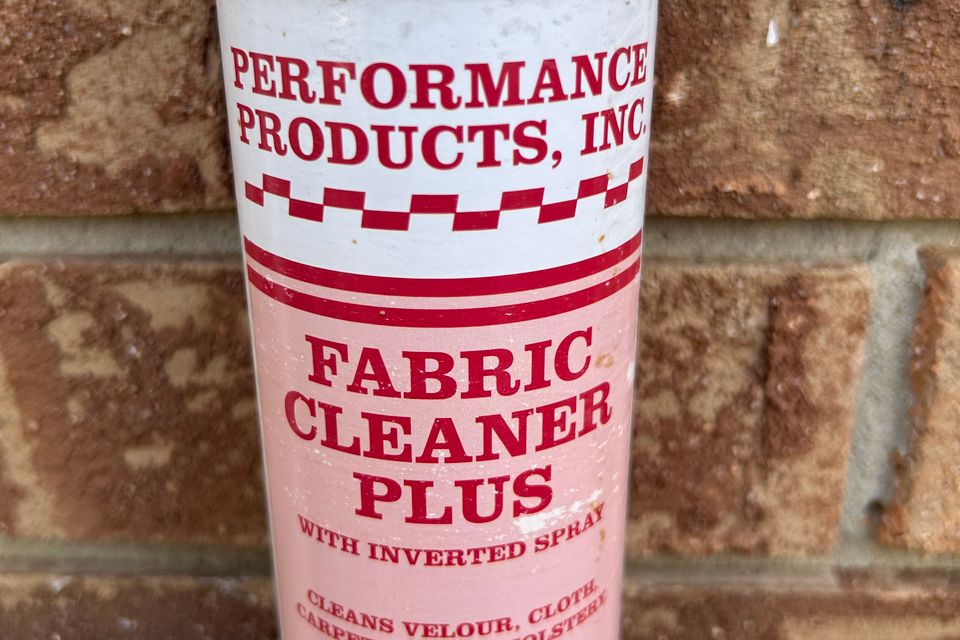 PERFORMANCE
PRODUCTS, INC.
FABRIC
CLEANER
PLUS
WITH INVERTED SPRAY
CLEANS VELOUR, CLOTH,